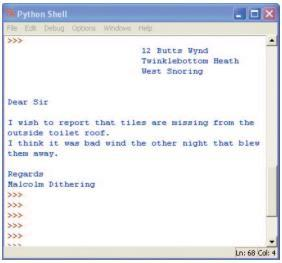 Python Shell
File Edit Debug Options Windows Help
>>>
12 Butts Wynd
Twinklebottom Heath
West Snoring
Dear Sir
I wish to report that tiles are missing from the
outside toilet roof.
I think it was bad wind the other night that blew
them away.
Regards
Malcolm Dithering
>>>
>>>
>>>
>>>
>>>
>>>
Ln: 68 Col: 4